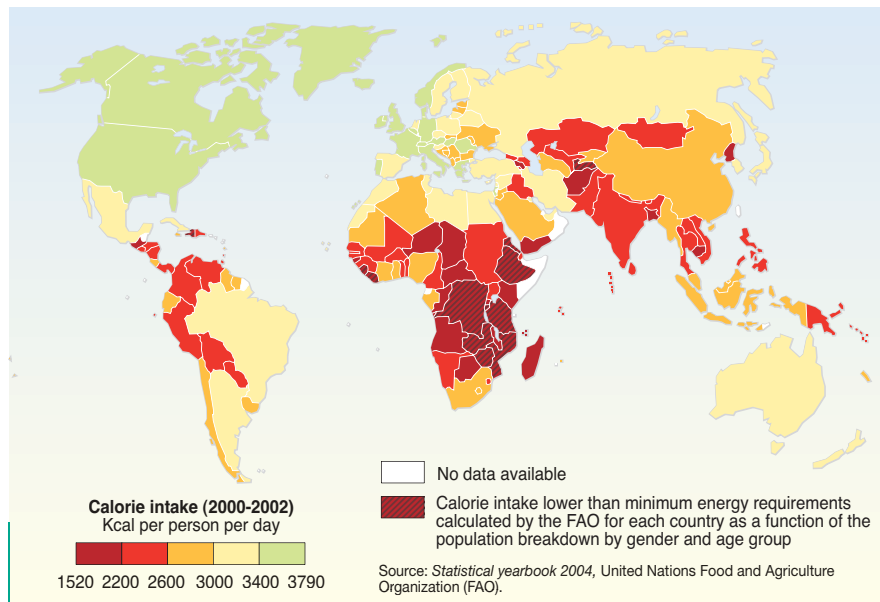 No data available
Calorie intake lower than minimum energy requirements
calculated by the FAO for each country as a function of the
population breakdown by gender and age group
Calorie intake (2000-2002)
Kcal per person per day
1520 2200 2600 3000 3400 3790
Source: Statistical yearbook 2004, United Nations Food and Agriculture
Organization (FAO).